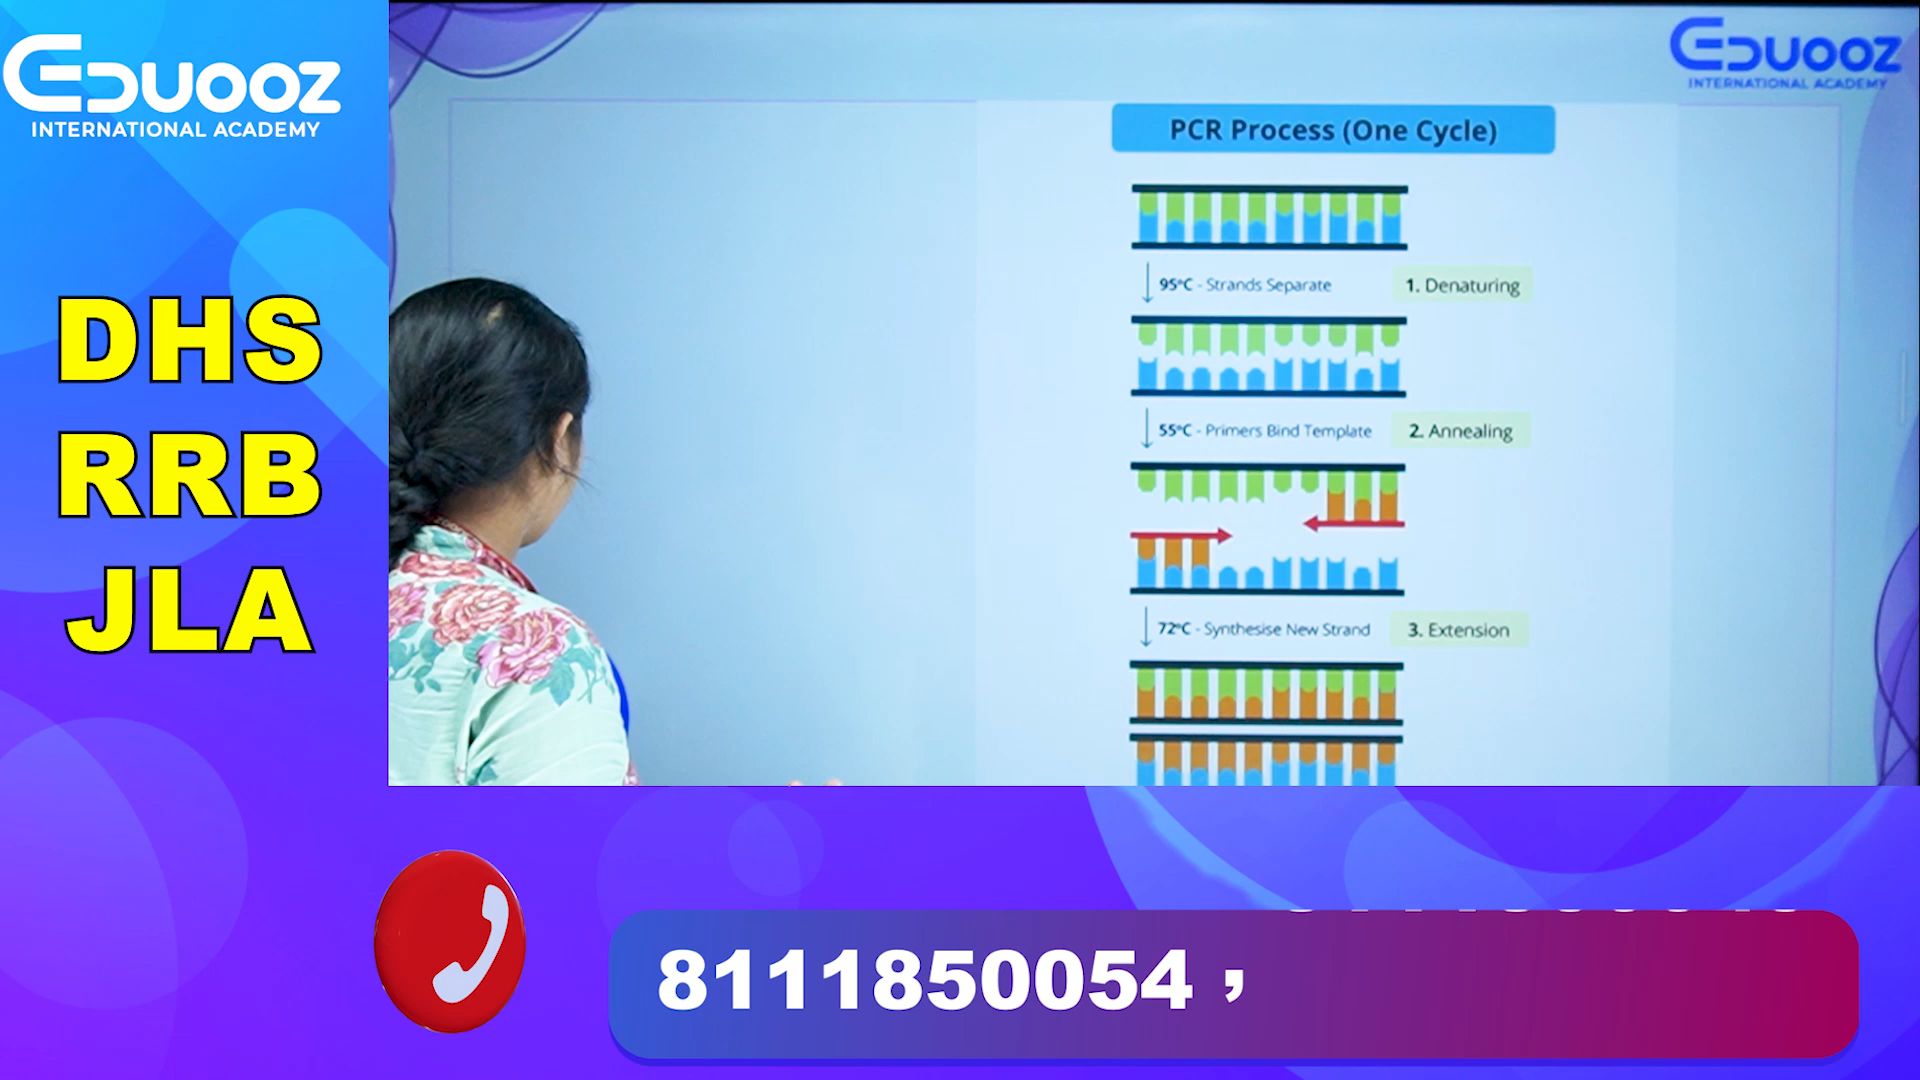 EDUOOZ
INTERNATIONAL ACADEMY
DHS
RRB
JLA
EDUOOZ
INTERNATIONAL ACADEMY
PCR Process (One Cycle)
95°C - Strands Separate
1. Denaturing
55°C - Primers Bind Template
2. Annealing
72°C - Synthesise New Strand
3. Extension
8111850054 ,